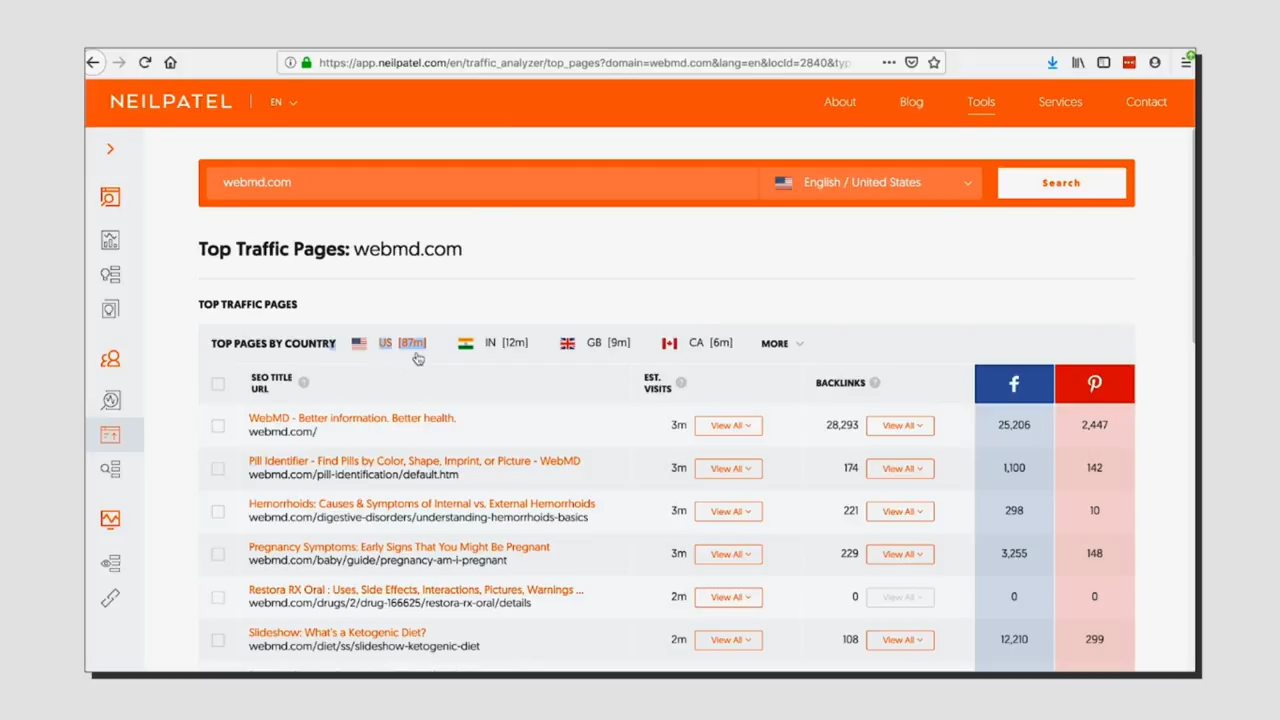 https://app.neilpatel.com/en/traffic_analyzer/top_pages?domain=webmd.com&lang=en&locId=2840&typ
NEILPATEL
EN
About
Blog
Tools
Services
Contact
webmd.com
English / United States
Search
Top Traffic Pages: webmd.com
TOP TRAFFIC PAGES
TOP PAGES BY COUNTRY US [87m] IN [12m] GB [9m] CA [6m] MORE
SEO TITLE
URL
EST.
VISITS
BACKLINKS
WebMD - Better information. Better health.
webmd.com/
3m View All 28,293 View All 25,206 2,447
Pill Identifier - Find Pills by Color, Shape, Imprint, or Picture - WebMD
webmd.com/pill-identification/default.htm
3m View All 174 View All 1,100 142
Hemorrhoids: Causes & Symptoms of Internal vs. External Hemorrhoids
webmd.com/digestive-disorders/understanding-hemorrhoids-basics
3m View All 221 View All 298 10
Pregnancy Symptoms: Early Signs That You Might Be Pregnant
webmd.com/baby/guide/pregnancy-am-i-pregnant
3m View All 229 View All 3,255 148
Restora RX Oral : Uses, Side Effects, Interactions, Pictures, Warnings ...
webmd.com/drugs/2/drug-166625/restora-rx-oral/details
2m View All 0 View All 0 0
Slideshow: What's a Ketogenic Diet?
webmd.com/diet/ss/slideshow-ketogenic-diet
2m View All 108 View All 12,210 299